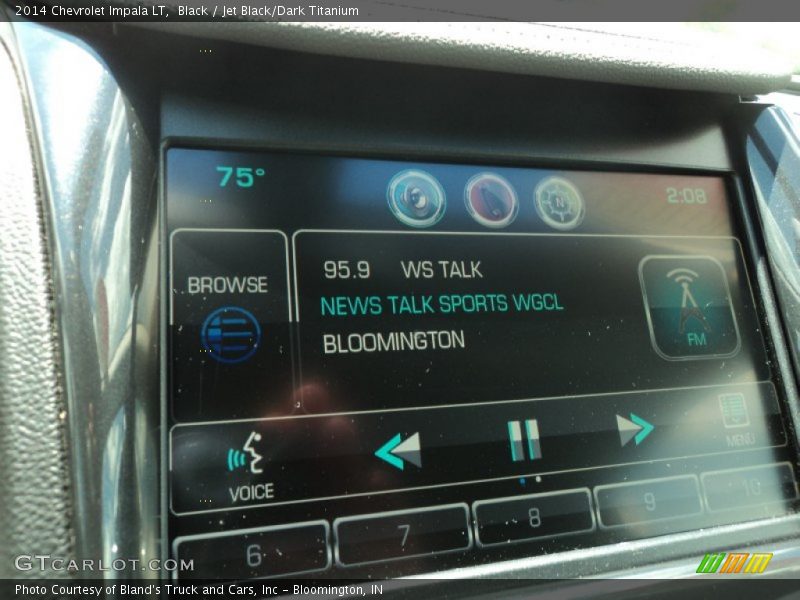 2014 Chevrolet Impala LT,  Black / Jet Black/Dark Titanium
75°
N
2:08
BROWSE
95.9 WS TALK
NEWS TALK SPORTS WGCL
BLOOMINGTON
FM
VOICE
MENU
6 7 8 9 10
GTCARLOT.COM
Photo Courtesy of Bland's Truck and Cars, Inc - Bloomington, IN